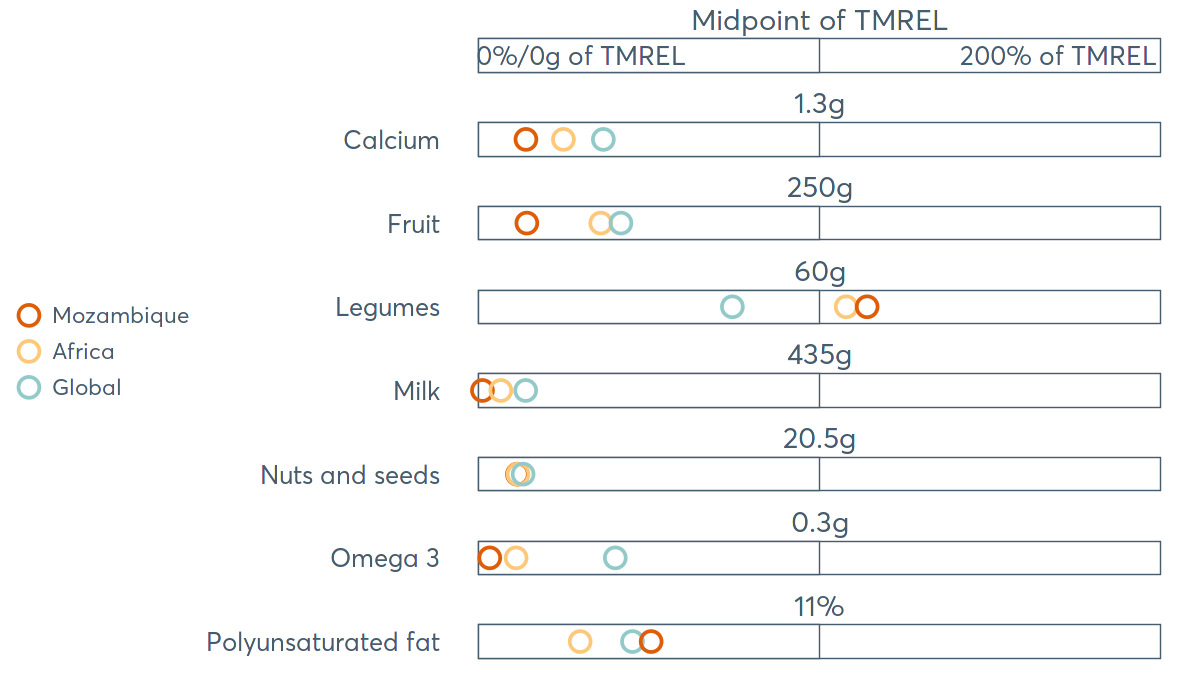 Midpoint of TMREL
0%/0g of TMREL
200% of TMREL
1.3g
Calcium
250g
Fruit
60g
Legumes
435g
Milk
20.5g
Nuts and seeds
0.3g
Omega 3
11%
Polyunsaturated fat
Mozambique
Africa
Global